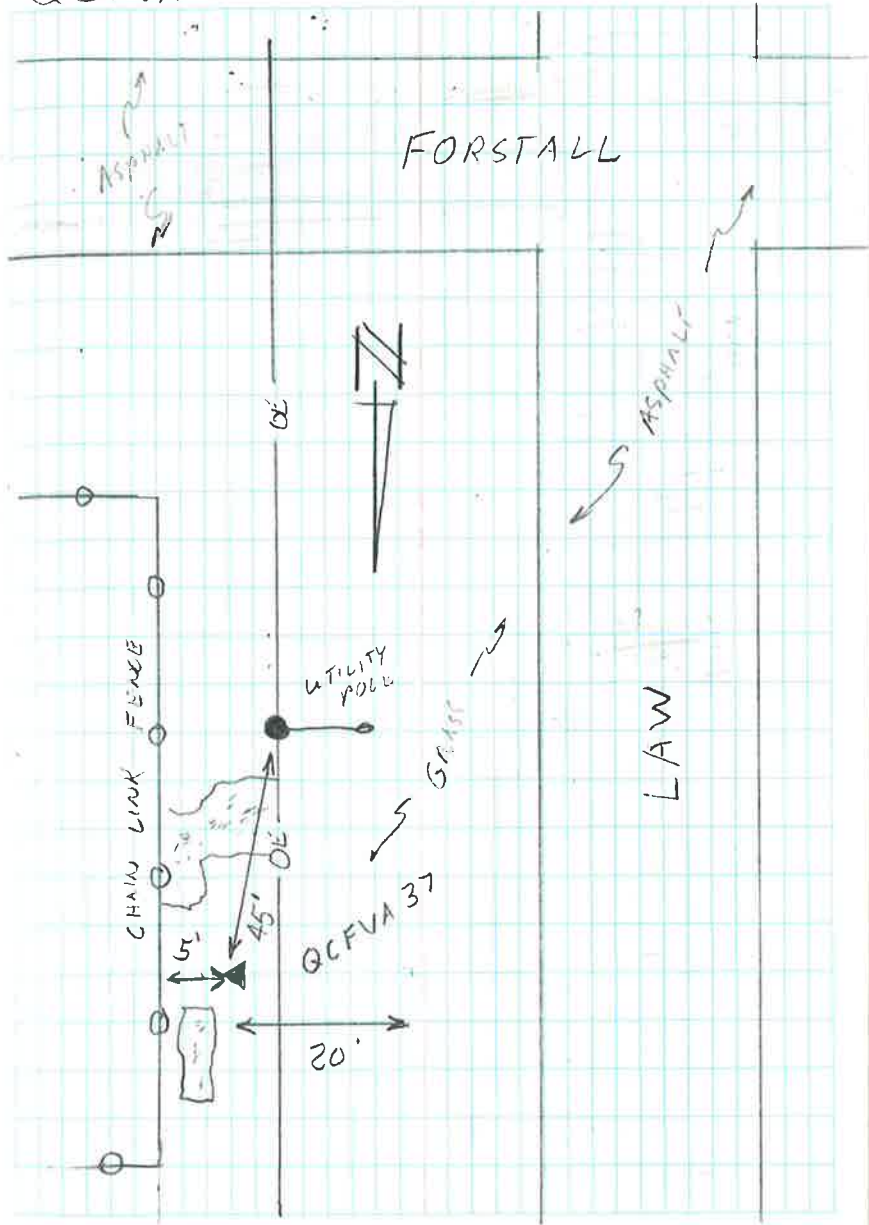 ASPHALT
FORSTALL
N
OE
ASPHALT
CHAIN LINK FENCE
UTILITY
POLE
GRASS
LAW
OE
45'
5'
QCFVA 37
20'